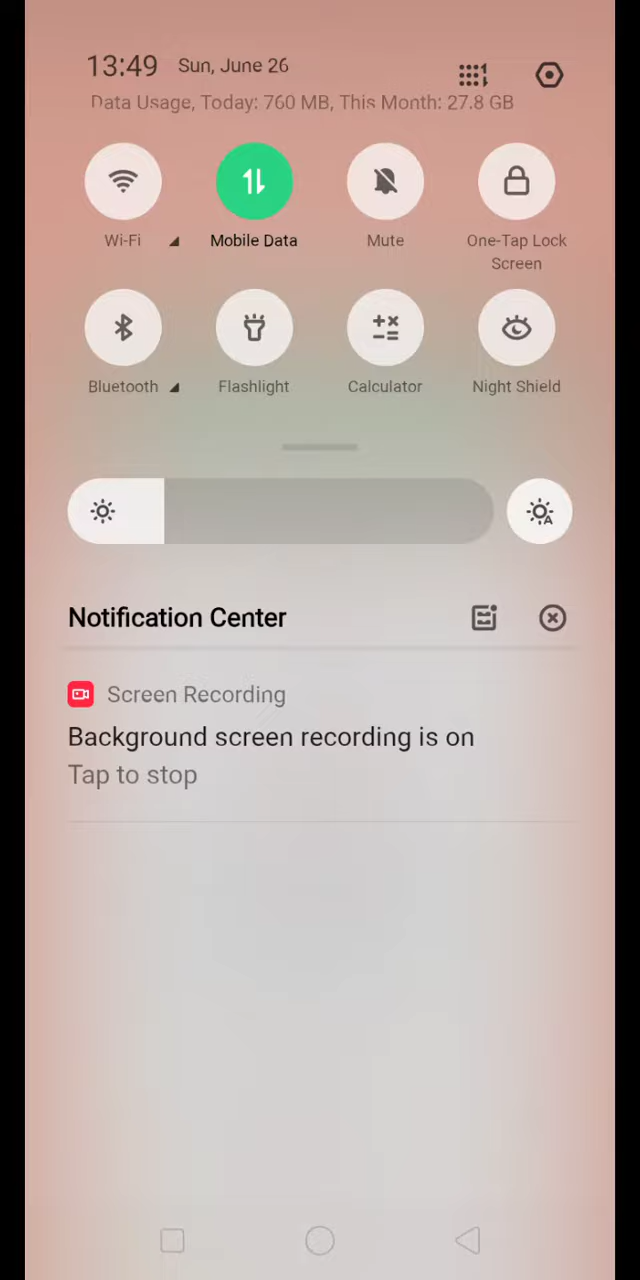 13:49 Sun, June 26
Data Usage, Today: 760 MB, This Month: 27.8 GB
Wi-Fi Mobile Data Mute One-Tap Lock
Screen
Bluetooth Flashlight Calculator Night Shield
Notification Center
Screen Recording
Background screen recording is on
Tap to stop